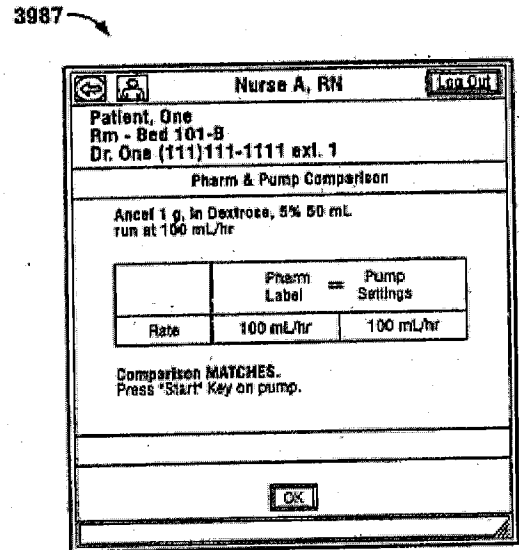 3987
Nurse A, RN
Log Out
Patient, One
Rm - Bed 101-B
Dr. One (111)111-1111 ext. 1
Pharm & Pump Comparison
Ancef 1 g, in Dextrose, 5% 50 mL
run at 100 mL/hr
Pharm Label = Pump Settings
Rate 100 mL/hr 100 mL/hr
Comparison MATCHES.
Press "Start" Key on pump.
OK